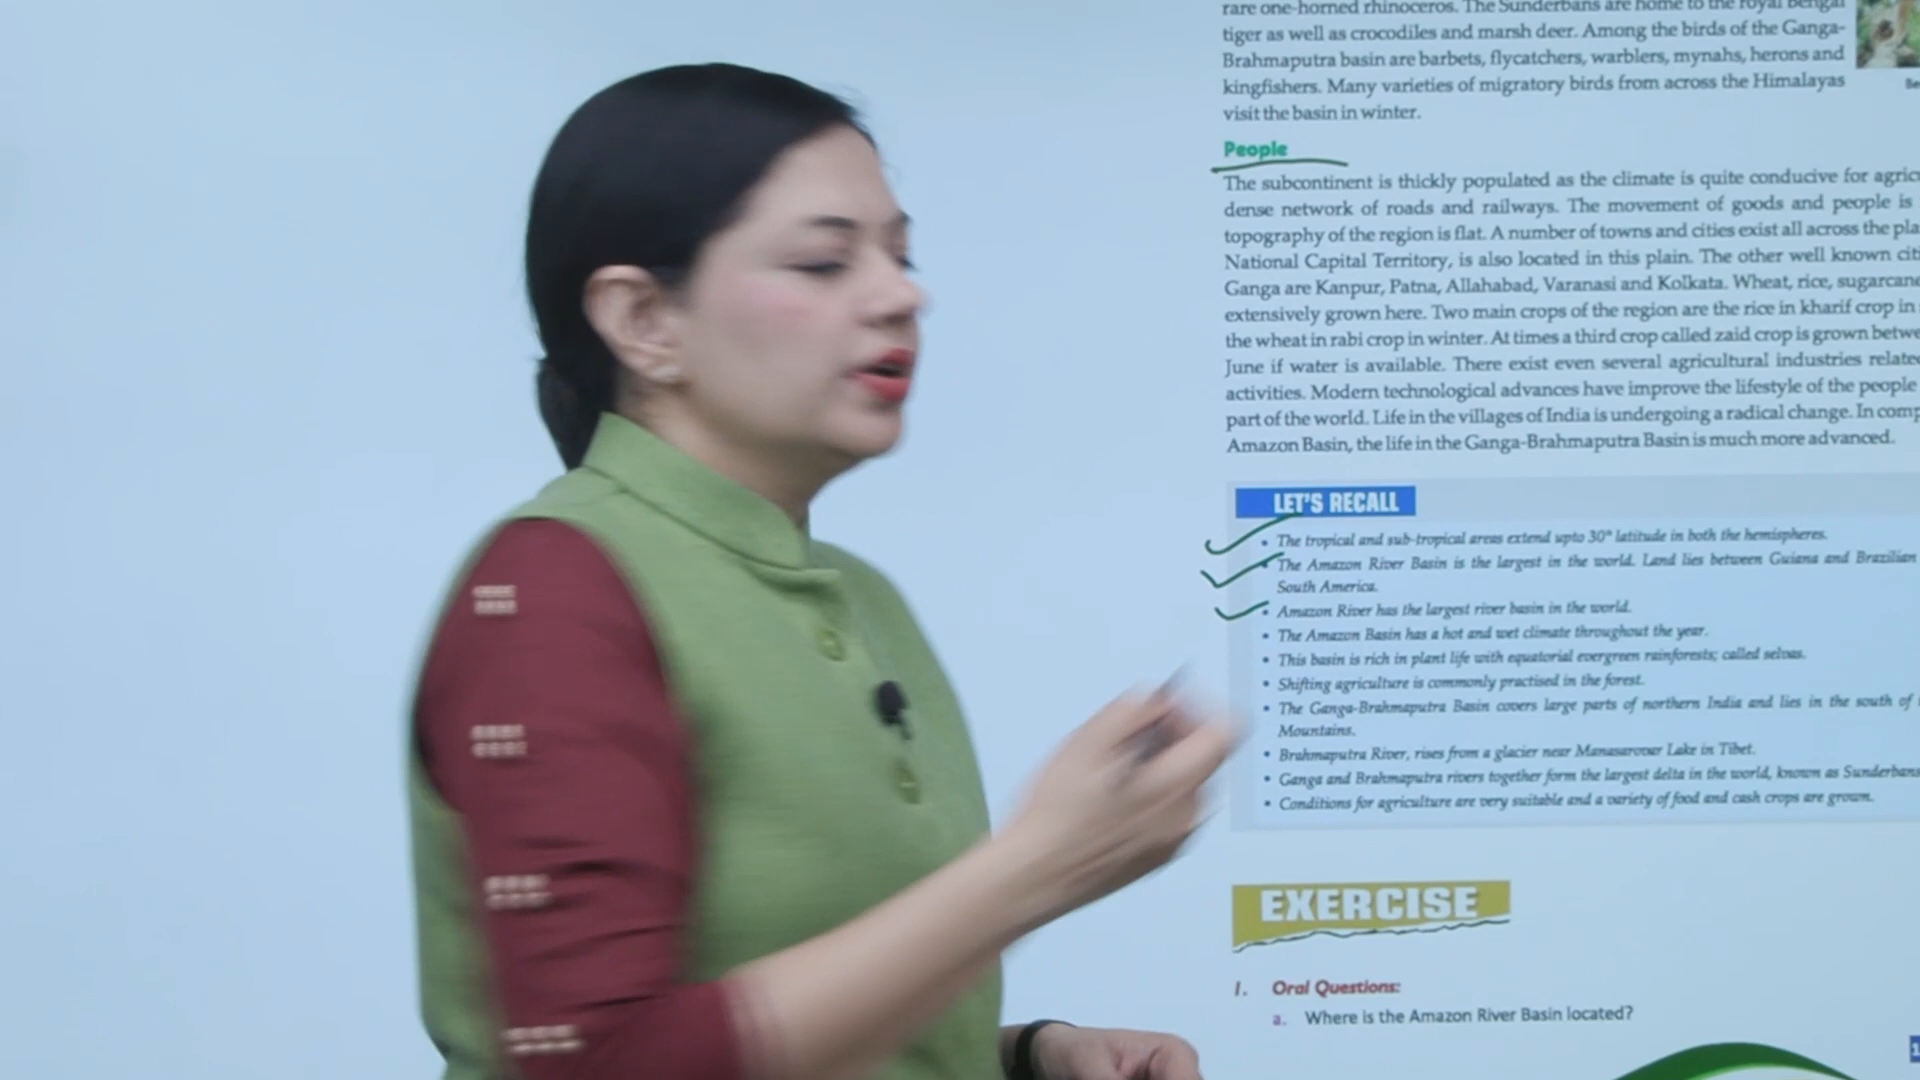 rare one-horned rhinoceros. The Sunderbans are home to the royal Bengal
tiger as well as crocodiles and marsh deer. Among the birds of the Ganga-
Brahmaputra basin are barbets, flycatchers, warblers, mynahs, herons and
kingfishers. Many varieties of migratory birds from across the Himalayas
visit the basin in winter.
People
The subcontinent is thickly populated as the climate is quite conducive for
dense network of roads and railways. The movement of goods and people is
topography of the region is flat. A number of towns and cities exist all across the
National Capital Territory, is also located in this plain. The other well known
Ganga are Kanpur, Patna, Allahabad, Varanasi and Kolkata. Wheat, rice, sugarcane
extensively grown here. Two main crops of the region are the rice in kharif crop in
the wheat in rabi crop in winter. At times a third crop called zaid crop is grown
June if water is available. There exist even several agricultural industries
activities. Modern technological advances have improve the lifestyle of the people
part of the world. Life in the villages of India is undergoing a radical change. In
Amazon Basin, the life in the Ganga-Brahmaputra Basin is much more advanced.
LET'S RECALL
• The tropical and sub-tropical areas extend upto 30° latitude in both the hemispheres.
• The Amazon River Basin is the largest in the world. Land lies between Guiana and Brazilian
South America.
• Amazon River has the largest river basin in the world.
• The Amazon Basin has a hot and wet climate throughout the year.
• This basin is rich in plant life with equatorial evergreen rainforests; called selvas.
• Shifting agriculture is commonly practised in the forest.
• The Ganga-Brahmaputra Basin covers large parts of northern India and lies in the south of
Mountains.
• Brahmaputra River, rises from a glacier near Manasarovar Lake in Tibet.
• Ganga and Brahmaputra rivers together form the largest delta in the world, known as Sunderbans
• Conditions for agriculture are very suitable and a variety of food and cash crops are grown.
EXERCISE
1. Oral Questions:
a. Where is the Amazon River Basin located?